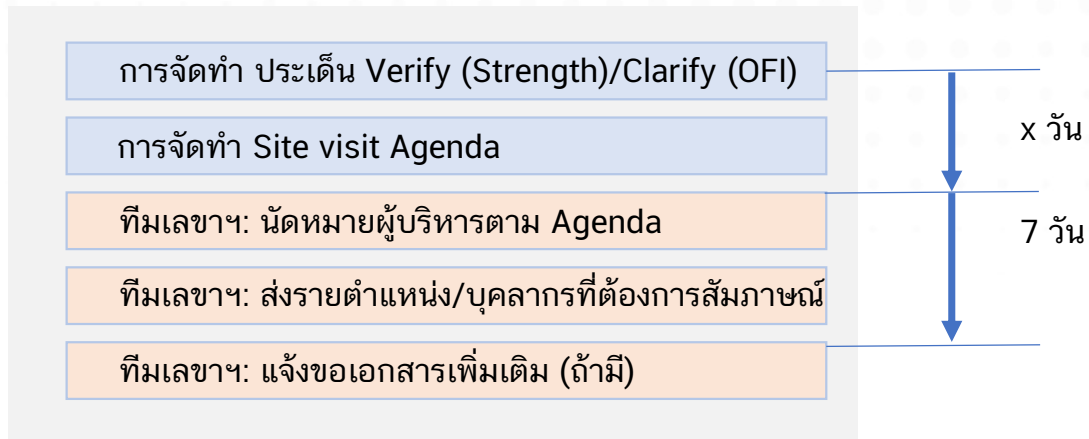 การจัดทำ ประเด็น Verify (Strength)/Clarify (OFI)
x วัน
การจัดทำ Site visit Agenda
ทีมเลขาฯ: นัดหมายผู้บริหารตาม Agenda
7 วัน
ทีมเลขาฯ: ส่งรายตำแหน่ง/บุคลากรที่ต้องการสัมภาษณ์
ทีมเลขาฯ: แจ้งขอเอกสารเพิ่มเติม (ถ้ามี)